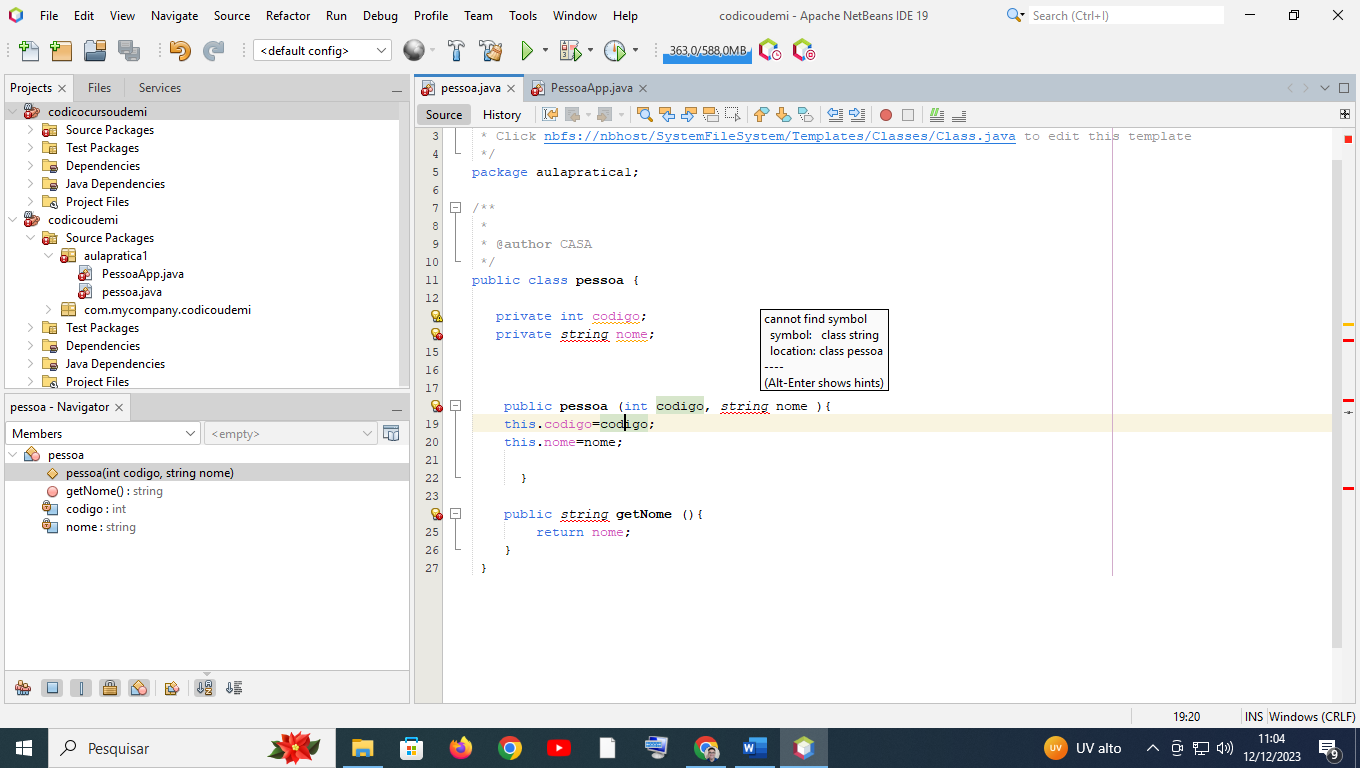 File Edit View Navigate Source Refactor Run Debug Profile Team Tools Window Help
codicoudemi - Apache NetBeans IDE 19
Search (Ctrl+I)
<default config>
363,0/588,0MB
Projects Files Services
codicocursoudemi
Source Packages
Test Packages
Dependencies
Java Dependencies
Project Files
codicoudemi
Source Packages
aulapratica1
PessoaApp.java
pessoa.java
com.mycompany.codicoudemi
Test Packages
Dependencies
Java Dependencies
Project Files
pessoa - Navigator
Members <empty>
pessoa
pessoa(int codigo, string nome)
getNome() : string
codigo : int
nome : string
pessoa.java PessoaApp.java
Source History
3 * Click nbfs://nbhost/SystemFileSystem/Templates/Classes/Class.java to edit this template
4 */
5 package aulapratica1;
6
7 /**
8 *
9 * @author CASA
10 */
11 public class pessoa {
12
private int codigo;
private string nome;
15
16
17
public pessoa (int codigo, string nome ){
19 this.codigo=codigo;
20 this.nome=nome;
21
22 }
23
public string getNome (){
25 return nome;
26 }
27 }
cannot find symbol
symbol: class string
location: class pessoa
----
(Alt-Enter shows hints)
19:20 INS Windows (CRLF)
Pesquisar
UV UV alto
11:04
12/12/2023
9